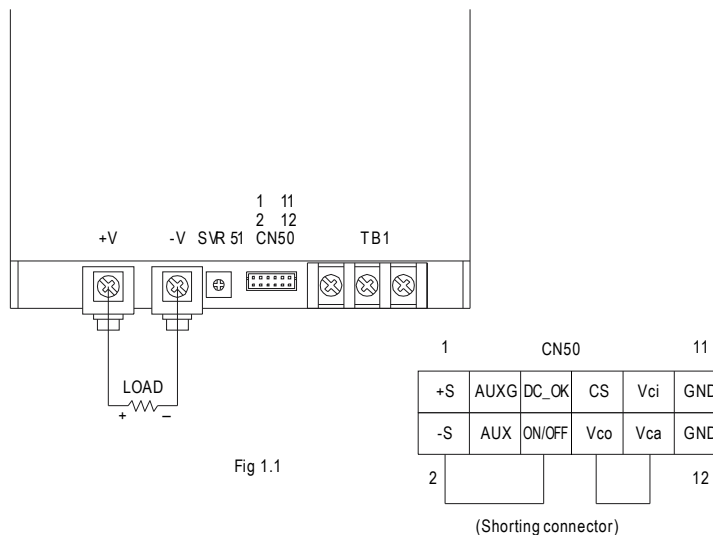 1 11
2 12
+V -V SVR 51 CN50 TB1
LOAD
+ −
Fig 1.1
1 CN50 11
+S AUXG DC_OK CS Vci GND
-S AUX ON/OFF Vco Vca GND
2 12
(Shorting connector)